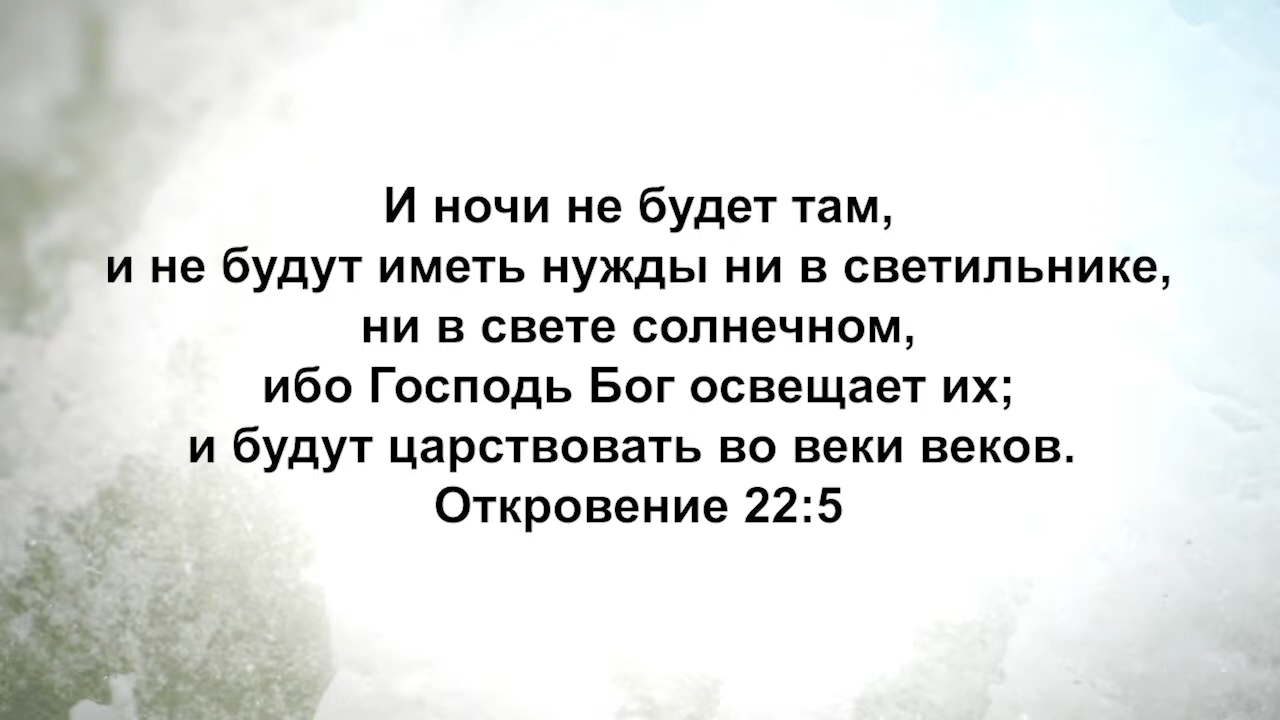 И ночи не будет там,
и не будут иметь нужды ни в светильнике,
ни в свете солнечном,
ибо Господь Бог освещает их;
и будут царствовать во веки веков.
Откровение 22:5